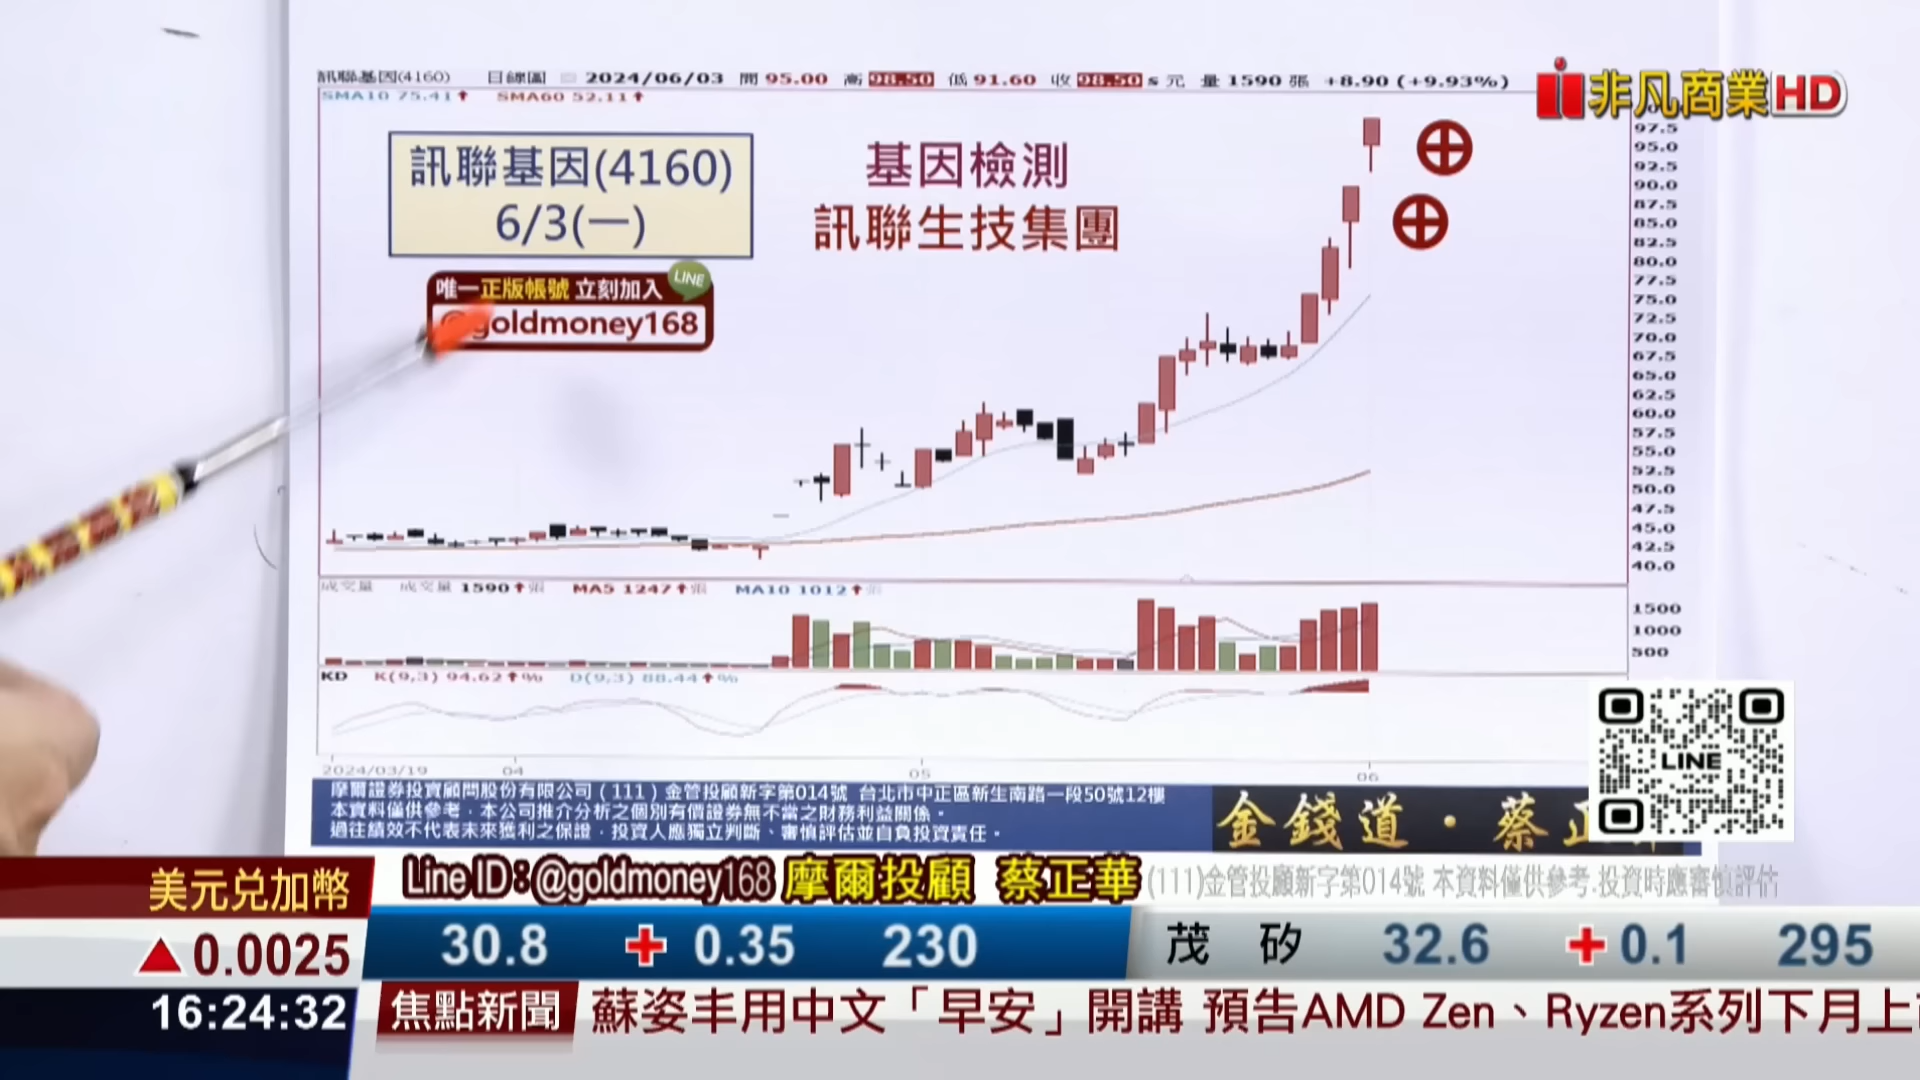 訊聯基因(4160) 日線圖 2024/06/03 開 95.00 高 98.50 低 91.60 收 98.50 s 元 量 1590 張 +8.90 (+9.93%)
非凡商業HD
SMA10 75.41↑ SMA60 52.11↑
訊聯基因(4160)
6/3(一)
基因檢測
訊聯生技集團
唯一正版帳號 立刻加入
LINE
@goldmoney168
97.5
95.0
92.5
90.0
87.5
85.0
82.5
80.0
77.5
75.0
72.5
70.0
67.5
65.0
62.5
60.0
57.5
55.0
52.5
50.0
47.5
45.0
42.5
40.0
成交量 成交量 1590↑張 MA5 1247↑張 MA10 1012↑張
1500
1000
500
KD K(9,3) 94.62↑% D(9,3) 88.44↑%
2024/03/19 04 05 06
LINE
摩爾證券投資顧問股份有限公司（111）金管投顧新字第014號 台北市中正區新生南路一段50號12樓
本資料僅供參考，本公司推介分析之個別有價證券無不當之財務利益關係。
過往績效不代表未來獲利之保證，投資人應獨立判斷、審慎評估並自負投資責任。
金錢道・蔡正
Line ID：@goldmoney168 摩爾投顧 蔡正華 (111)金管投顧新字第014號 本資料僅供參考.投資時應審慎評估
美元兌加幣
▲0.0025
30.8 + 0.35 230 茂矽 32.6 + 0.1 295
16:24:32
焦點新聞 蘇姿丰用中文「早安」開講 預告AMD Zen、Ryzen系列下月上